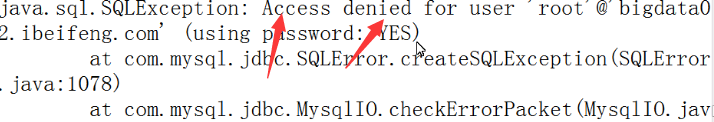 java.sql.SQLException: Access denied for user 'root'@'bigdata0
2.ibeifeng.com' (using password: YES)
at com.mysql.jdbc.SQLError.createSQLException(SQLError
.java:1078)
at com.mysql.jdbc.MysqlIO.checkErrorPacket(MysqlIO.jav